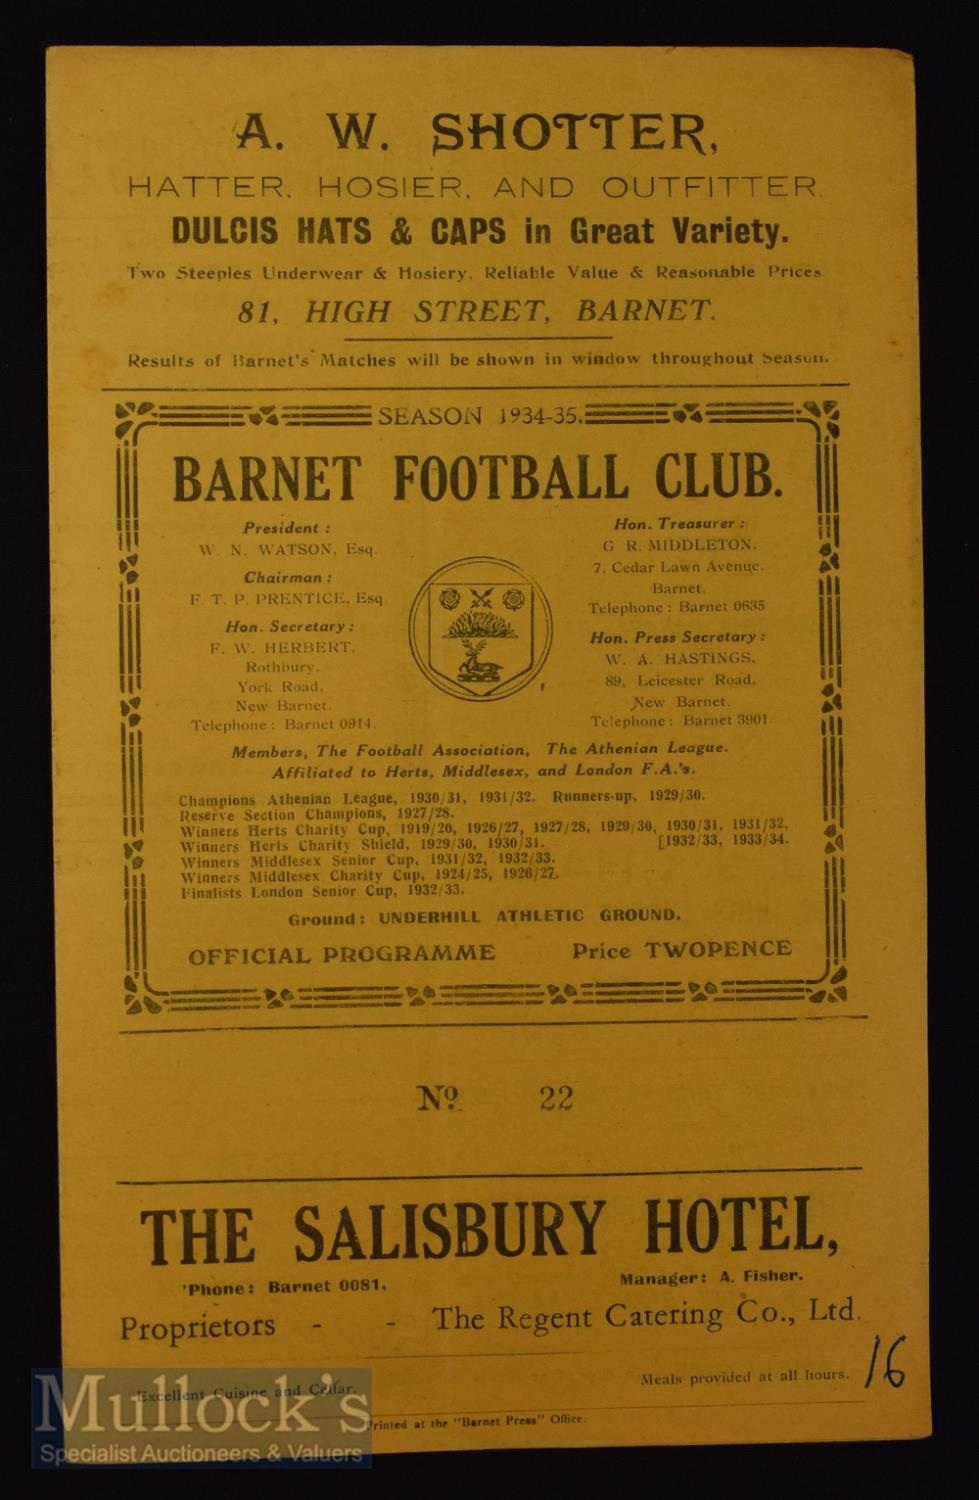 A. W. SHOTTER,
HATTER, HOSIER, AND OUTFITTER.
DULCIS HATS & CAPS in Great Variety.
Two Steeples Underwear & Hosiery, Reliable Value & Reasonable Prices
81, HIGH STREET, BARNET.
Results of Barnet's Matches will be shown in window throughout Season.
SEASON 1934-35.
BARNET FOOTBALL CLUB.
President :
W. N. WATSON, Esq.
Chairman :
F. T. P. PRENTICE, Esq.
Hon. Secretary :
F. W. HERBERT,
Rothbury,
York Road,
New Barnet.
Telephone : Barnet 0914.
Hon. Treasurer :
G R. MIDDLETON,
7, Cedar Lawn Avenue,
Barnet.
Telephone : Barnet 0635
Hon. Press Secretary :
W. A. HASTINGS,
89, Leicester Road,
New Barnet.
Telephone : Barnet 3901.
Members, The Football Association, The Athenian League.
Affiliated to Herts, Middlesex, and London F.A.'s.
Champions Athenian League, 1930/31, 1931/32. Runners-up, 1929/30.
Reserve Section Champions, 1927/28.
Winners Herts Charity Cup, 1919/20, 1926/27, 1927/28, 1929/30, 1930/31, 1931/32,
Winners Herts Charity Shield, 1929/30, 1930/31. [1932/33, 1933/34.
Winners Middlesex Senior Cup, 1931/32, 1932/33.
Winners Middlesex Charity Cup, 1924/25, 1926/27.
Finalists London Senior Cup, 1932/33.
Ground : UNDERHILL ATHLETIC GROUND.
OFFICIAL PROGRAMME Price TWOPENCE
No. 22
THE SALISBURY HOTEL,
'Phone : Barnet 0081. Manager : A. Fisher.
Proprietors - - The Regent Catering Co., Ltd.
Excellent Cuisine and Cellar. Meals provided at all hours.
16
Printed at the "Barnet Press" Office.
Mullock's
Specialist Auctioneers & Valuers